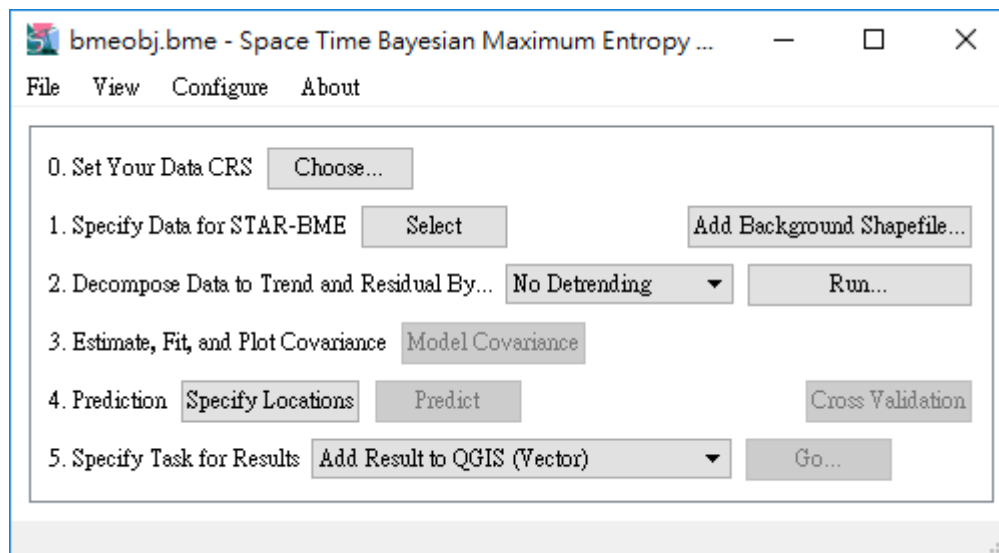 bmeobj.bme - Space Time Bayesian Maximum Entropy ...
File View Configure About
0. Set Your Data CRS Choose...
1. Specify Data for STAR-BME Select Add Background Shapefile...
2. Decompose Data to Trend and Residual By... No Detrending Run...
3. Estimate, Fit, and Plot Covariance Model Covariance
4. Prediction Specify Locations Predict Cross Validation
5. Specify Task for Results Add Result to QGIS (Vector) Go...